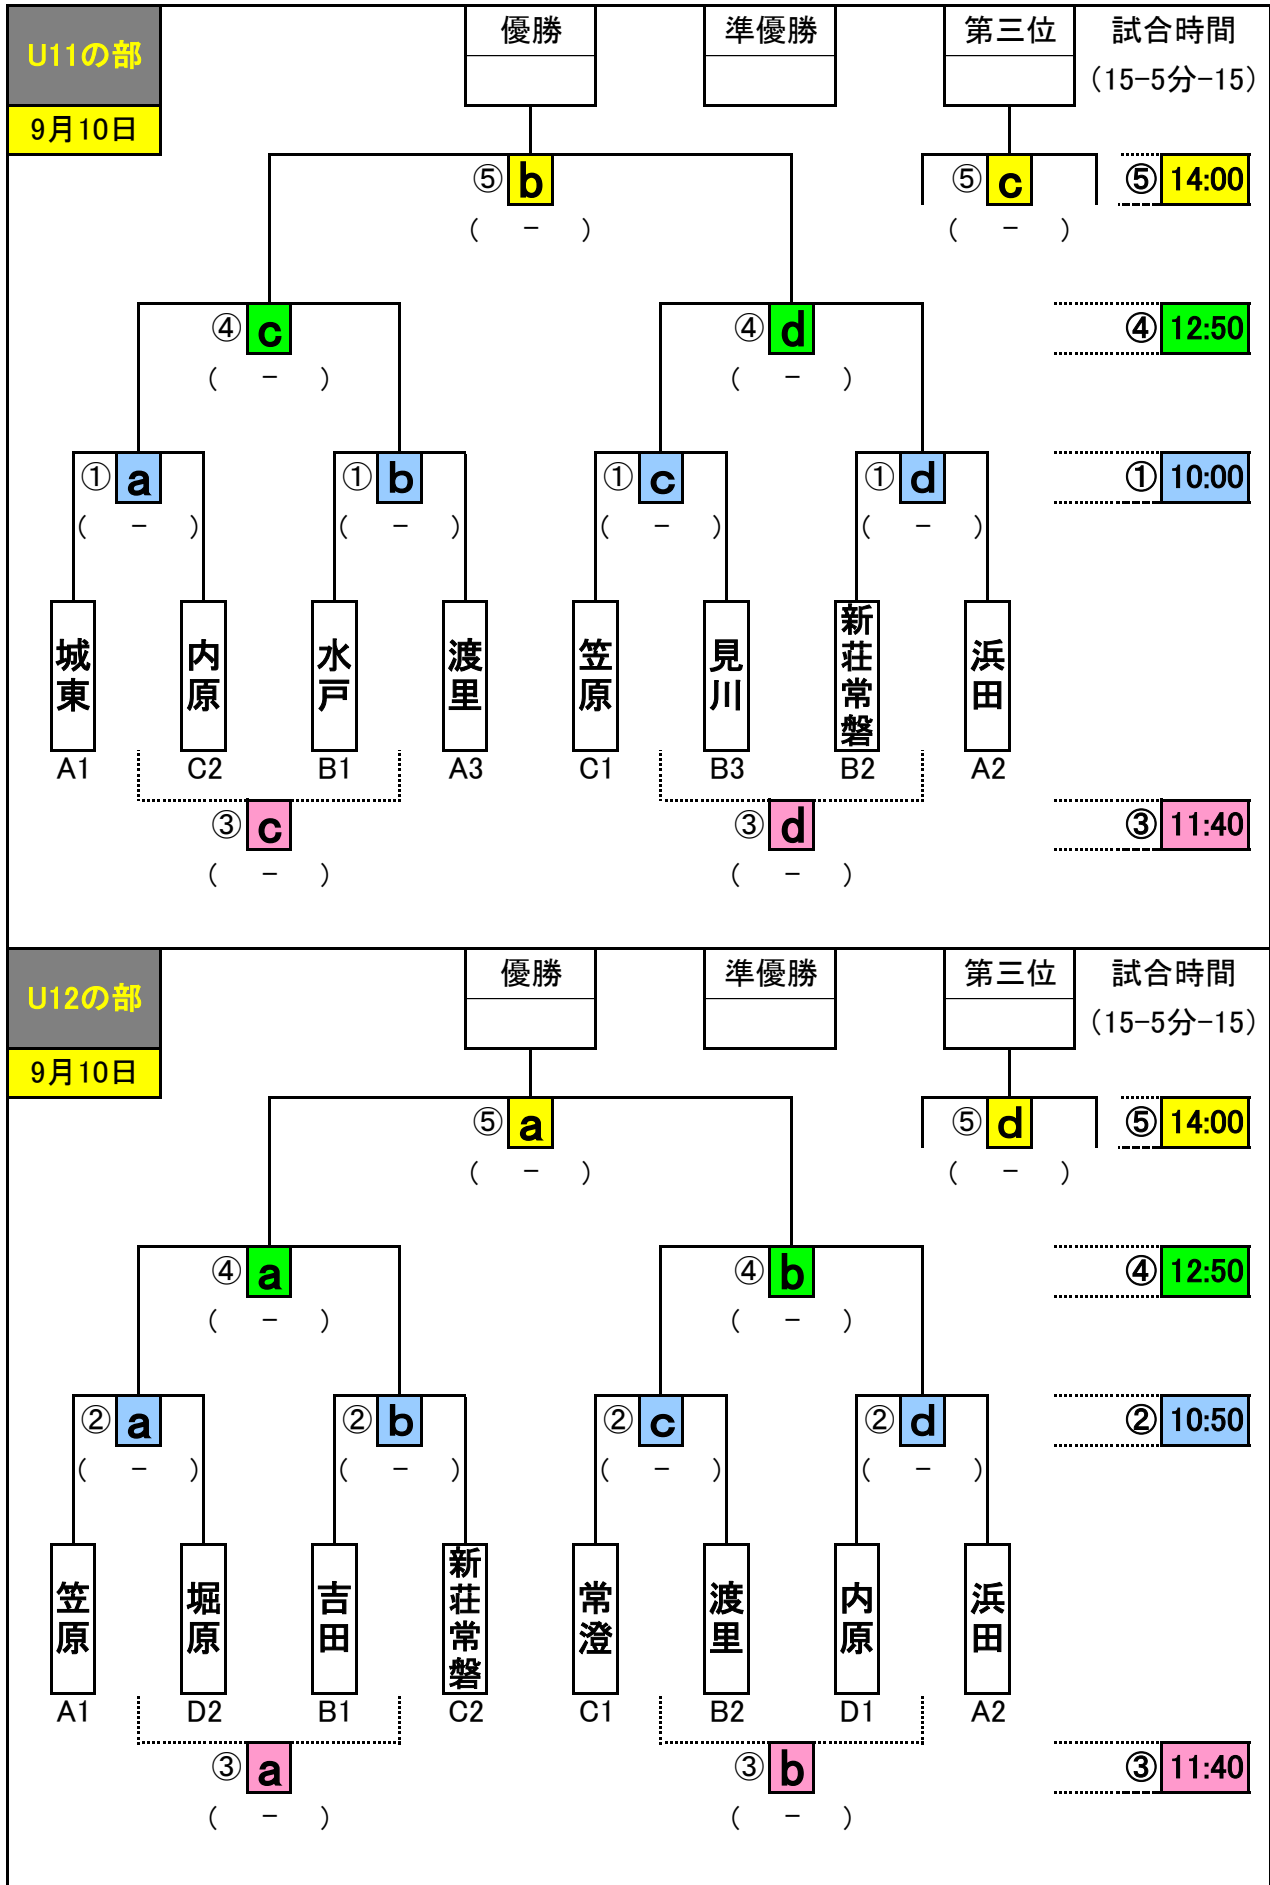 U11の部
優勝
準優勝
第三位
試合時間
(15-5分-15)
9月10日
⑤ b
⑤ c
⑤ 14:00
( - )
( - )
④ c
④ d
④ 12:50
( - )
( - )
① a
① b
① c
① d
① 10:00
( - )
( - )
( - )
( - )
城東
内原
水戸
渡里
笠原
見川
新荘常磐
浜田
A1
C2
B1
A3
C1
B3
B2
A2
③ c
③ d
③ 11:40
( - )
( - )
U12の部
優勝
準優勝
第三位
試合時間
(15-5分-15)
9月10日
⑤ a
⑤ d
⑤ 14:00
( - )
( - )
④ a
④ b
④ 12:50
( - )
( - )
② a
② b
② c
② d
② 10:50
( - )
( - )
( - )
( - )
笠原
堀原
吉田
新荘常磐
常澄
渡里
内原
浜田
A1
D2
B1
C2
C1
B2
D1
A2
③ a
③ b
③ 11:40
( - )
( - )